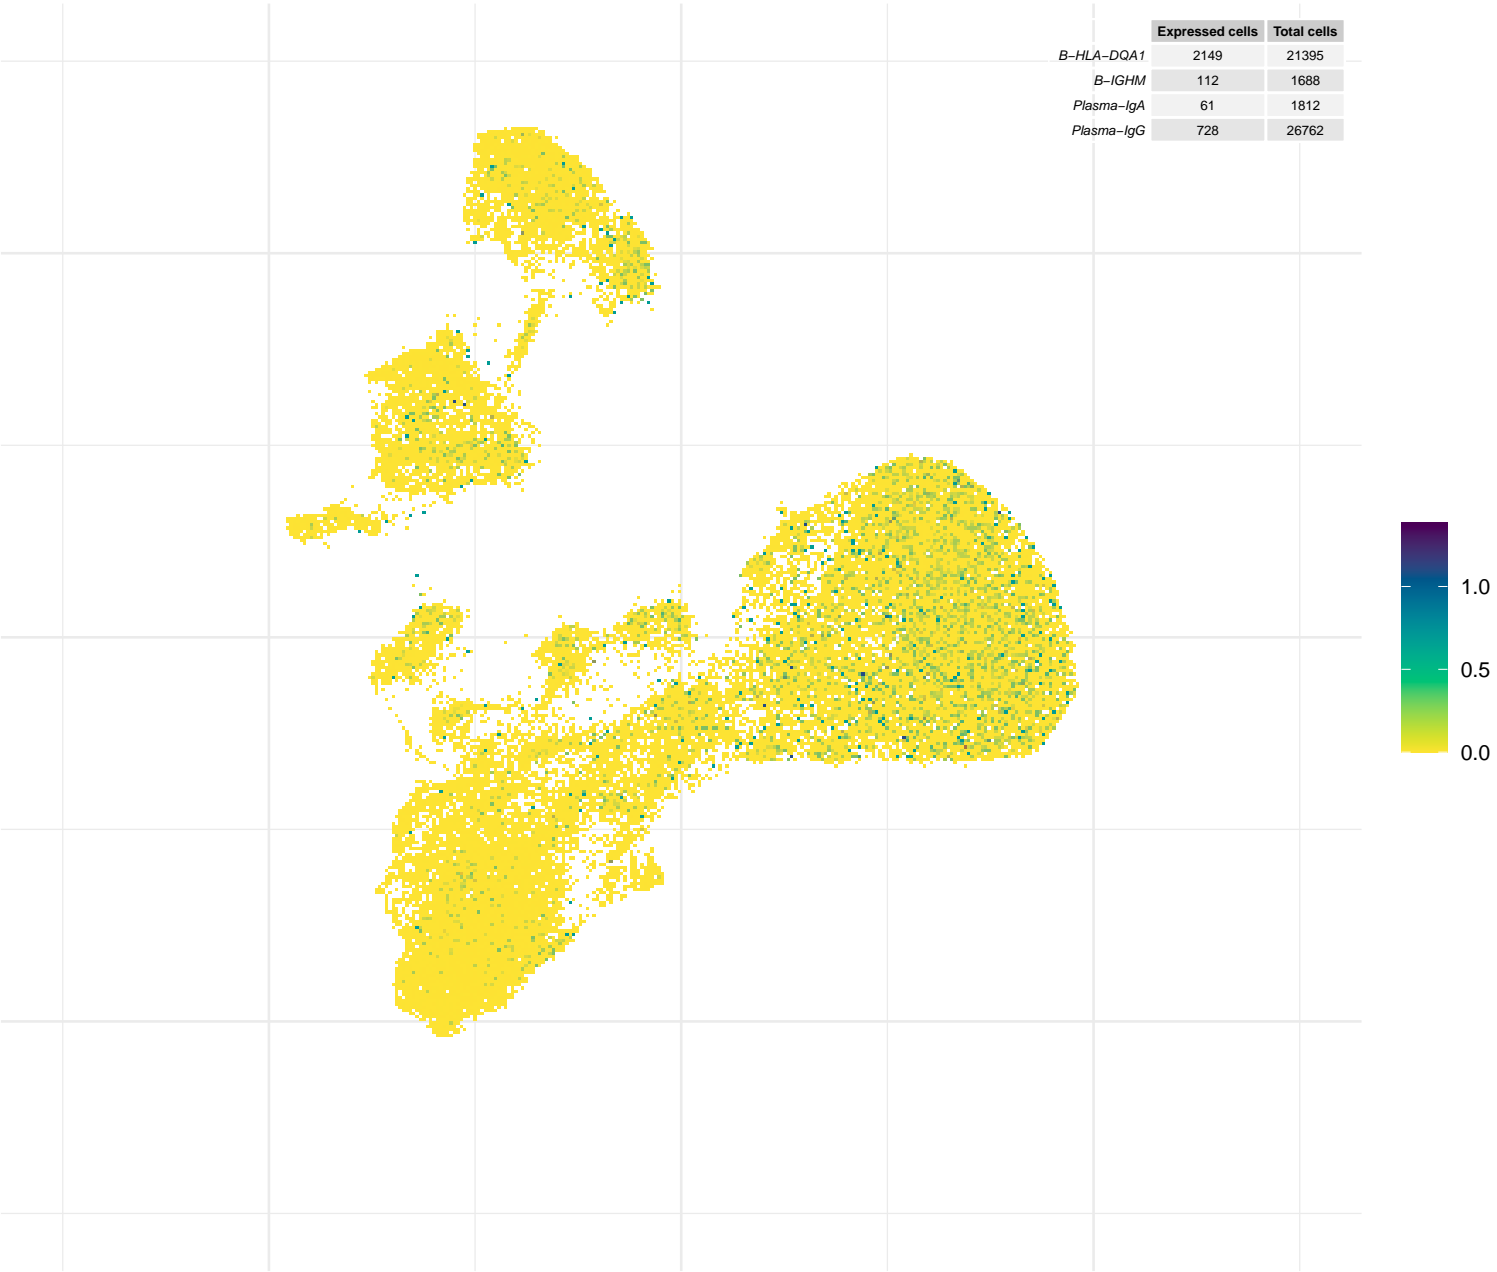 Expressed cells Total cells
B−HLA−DQA1 2149 21395
B−IGHM 112 1688
Plasma−IgA 61 1812
Plasma−IgG 728 26762
1.0
0.5
0.0